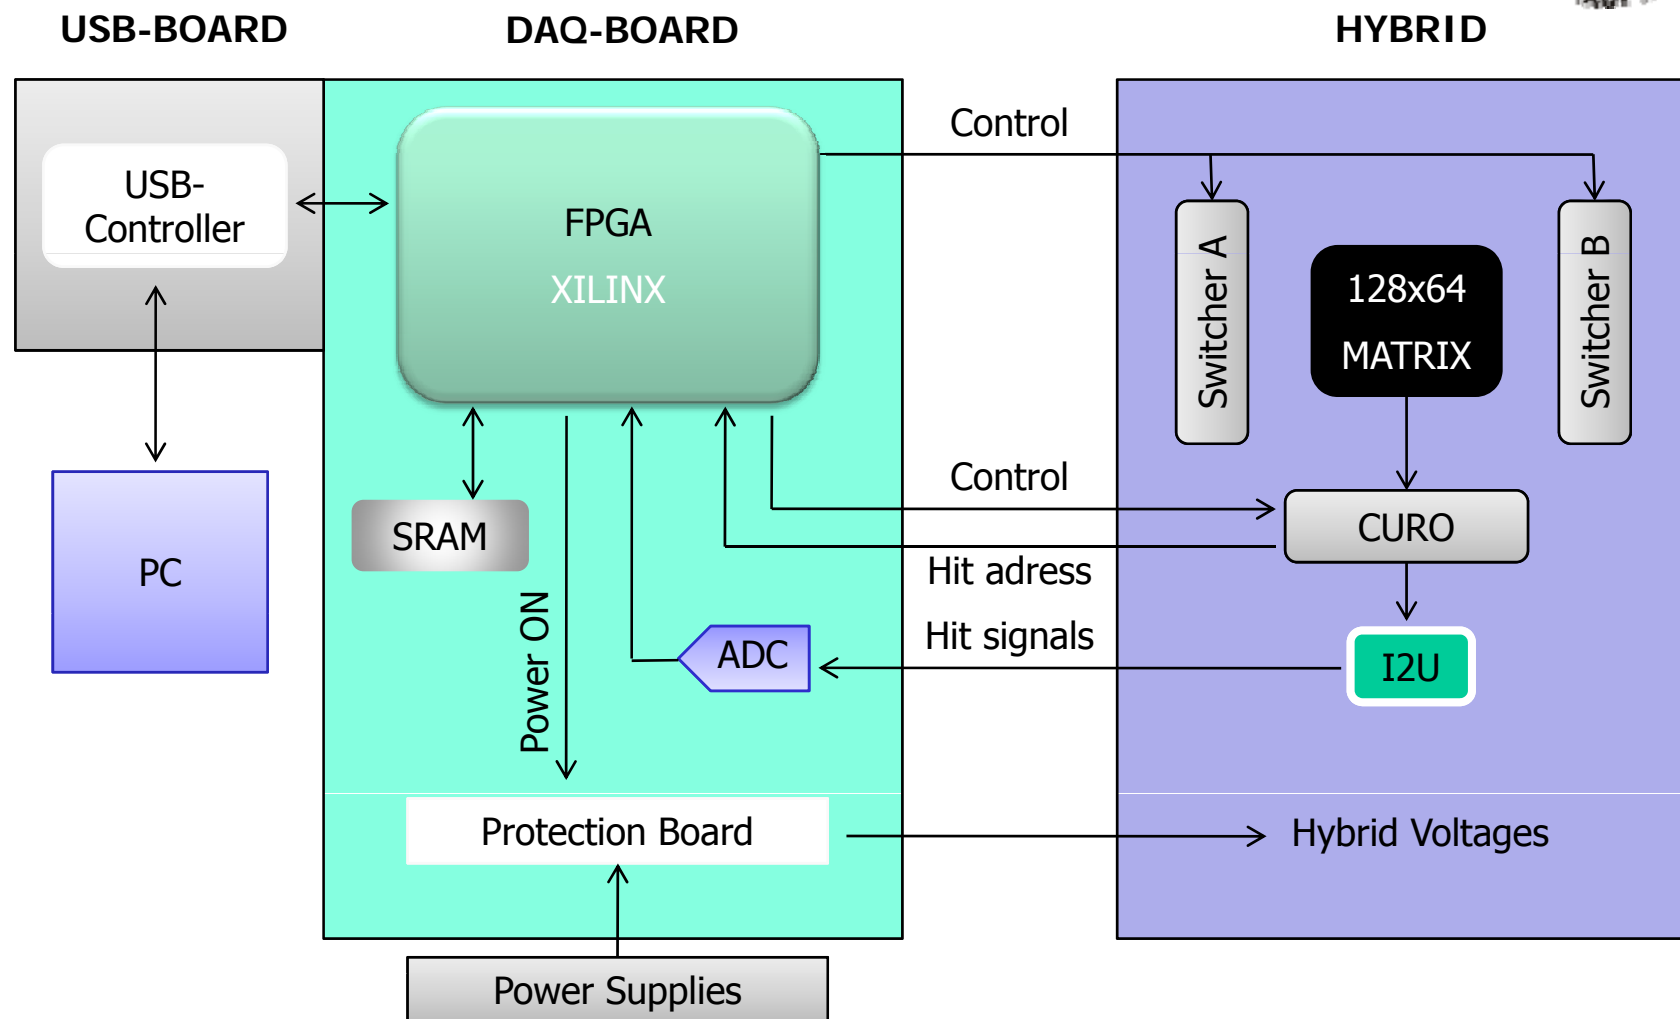 USB-BOARD
DAQ-BOARD
HYBRID
USB-
Controller
FPGA
XILINX
Control
Switcher A
128x64
MATRIX
Switcher B
SRAM
Control
CURO
PC
Hit adress
Hit signals
Power ON
ADC
I2U
Protection Board
Hybrid Voltages
Power Supplies